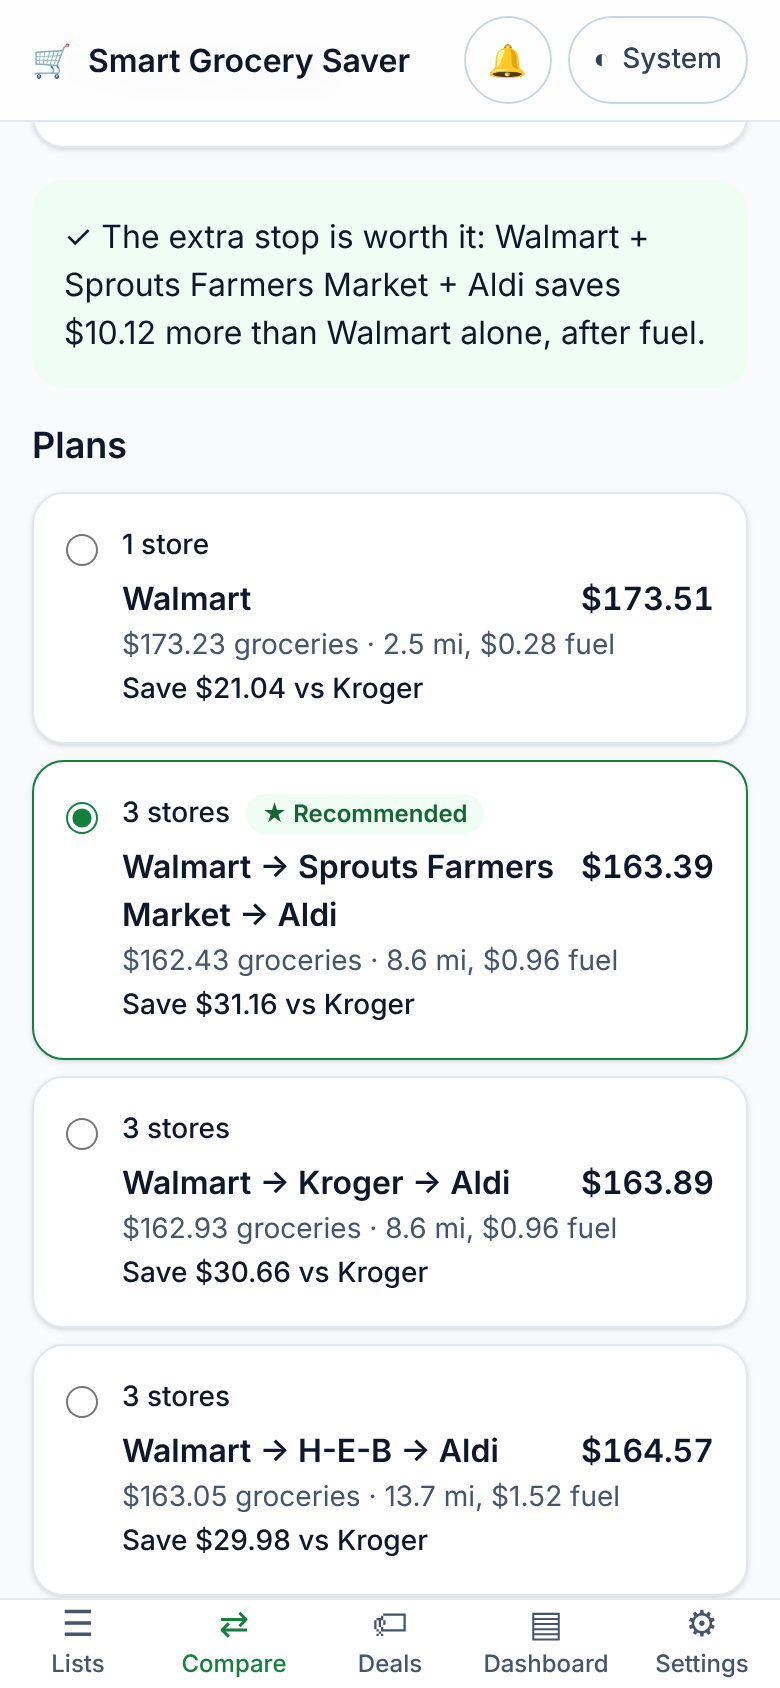 Smart Grocery Saver
System
✓ The extra stop is worth it: Walmart +
Sprouts Farmers Market + Aldi saves
$10.12 more than Walmart alone, after fuel.
Plans
1 store
Walmart $173.51
$173.23 groceries · 2.5 mi, $0.28 fuel
Save $21.04 vs Kroger
3 stores ★ Recommended
Walmart → Sprouts Farmers $163.39
Market → Aldi
$162.43 groceries · 8.6 mi, $0.96 fuel
Save $31.16 vs Kroger
3 stores
Walmart → Kroger → Aldi $163.89
$162.93 groceries · 8.6 mi, $0.96 fuel
Save $30.66 vs Kroger
3 stores
Walmart → H-E-B → Aldi $164.57
$163.05 groceries · 13.7 mi, $1.52 fuel
Save $29.98 vs Kroger
Lists Compare Deals Dashboard Settings